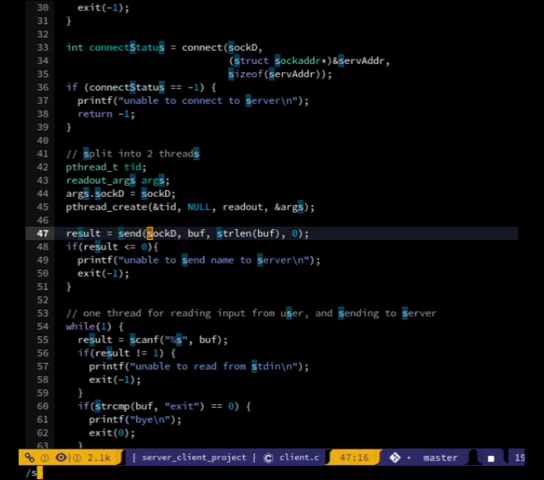 30 exit(-1);
31 }
32
33 int connectStatus = connect(sockD,
34 (struct sockaddr*)&servAddr,
35 sizeof(servAddr));
36 if (connectStatus == -1) {
37 printf("unable to connect to server\n");
38 return -1;
39 }
40
41 // split into 2 threads
42 pthread_t tid;
43 readout_args args;
44 args.sockD = sockD;
45 pthread_create(&tid, NULL, readout, &args);
47 result = send(sockD, buf, strlen(buf), 0);
48 if(result <= 0){
49 printf("unable to send name to server\n");
50 exit(-1);
51 }
52
53 // one thread for reading input from user, and sending to server
54 while(1) {
55 result = scanf("%s", buf);
56 if(result != 1) {
57 printf("unable to read from stdin\n");
58 exit(-1);
59 }
60 if(strcmp(buf, "exit") == 0) {
61 printf("bye\n");
62 exit(0);
63 }
2.1k | server_client_project | client.c 47:16 master 19
/s